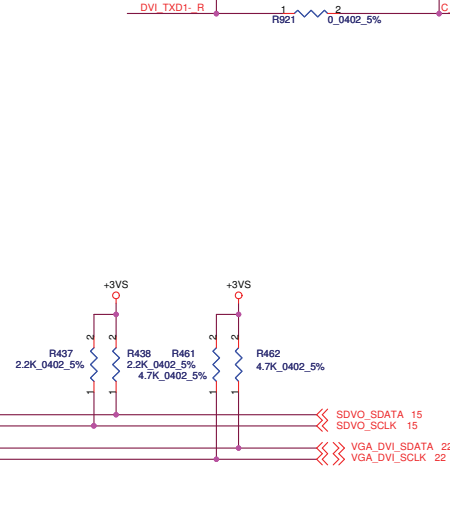 DVI_TXD1-_R
1
2
C
R921
0_0402_5%
+3VS
+3VS
2
2
2
2
R437
2.2K_0402_5%
R438
2.2K_0402_5%
R461
4.7K_0402_5%
R462
4.7K_0402_5%
1
1
1
1
SDVO_SDATA 15
SDVO_SCLK 15
VGA_DVI_SDATA 22
VGA_DVI_SCLK 22